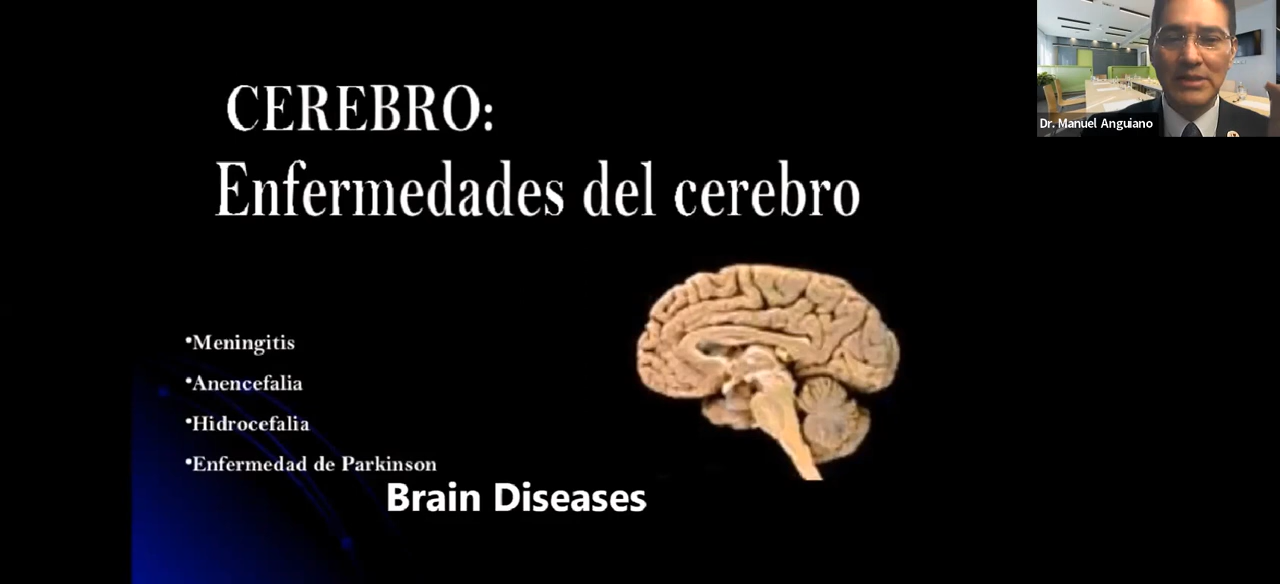 CEREBRO:
Enfermedades del cerebro
•Meningitis
•Anencefalia
•Hidrocefalia
•Enfermedad de Parkinson
Brain Diseases
Dr. Manuel Anguiano